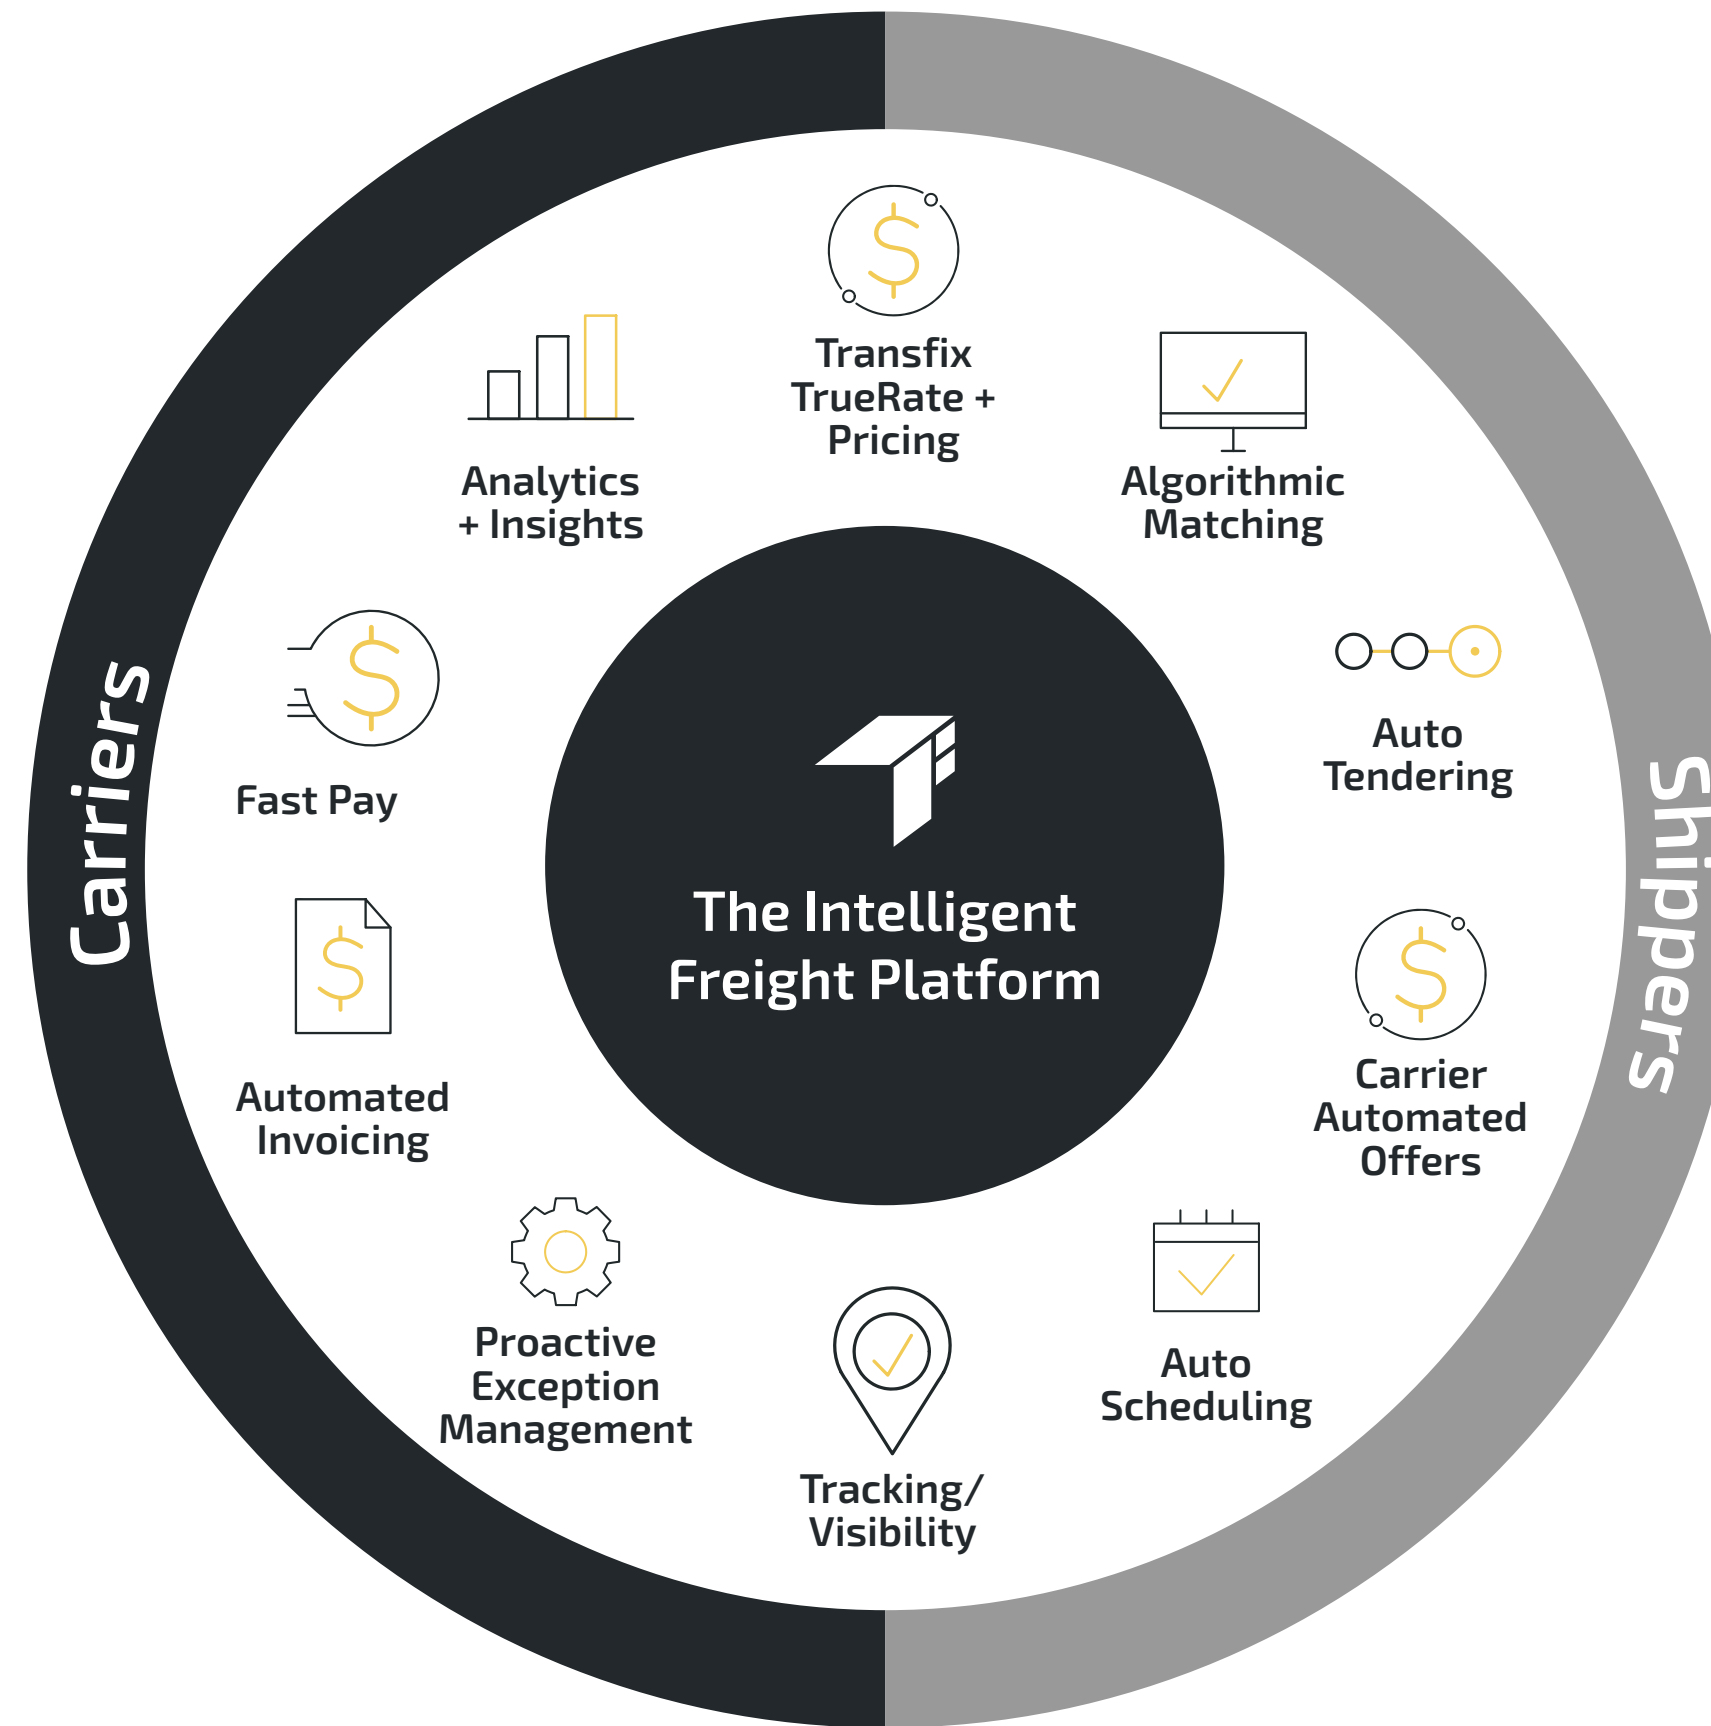 Transfix
TrueRate +
Pricing
Analytics
+ Insights
Algorithmic
Matching
Carriers
Fast Pay
Auto
Tendering
Shippers
The Intelligent
Freight Platform
Automated
Invoicing
Carrier
Automated
Offers
Proactive
Exception
Management
Auto
Scheduling
Tracking/
Visibility